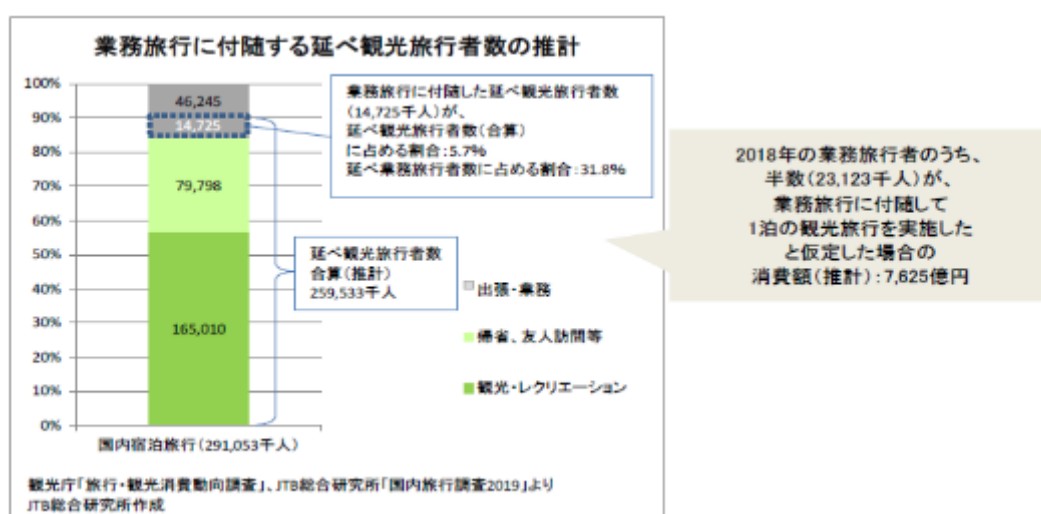 業務旅行に付随する延べ観光旅行者数の推計
100%
90%
80%
70%
60%
50%
40%
30%
20%
10%
0%
46,245
14,725
79,798
165,010
国内宿泊旅行(291,053千人)
業務旅行に付随した延べ観光旅行者数
(14,725千人)が、
延べ観光旅行者数(合算)
に占める割合:5.7%
延べ業務旅行者数に占める割合:31.8%
延べ観光旅行者数
合算(推計)
259,533千人
出張・業務
帰省、友人訪問等
観光・レクリエーション
2018年の業務旅行者のうち、
半数(23,123千人)が、
業務旅行に付随して
1泊の観光旅行を実施した
と仮定した場合の
消費額(推計):7,625億円
観光庁「旅行・観光消費動向調査」、JTB総合研究所「国内旅行調査2019」より
JTB総合研究所作成